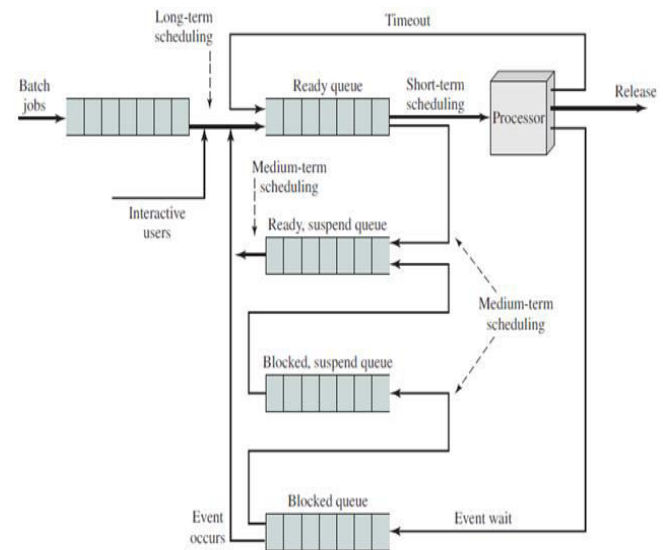 Long-term
scheduling
Timeout
Batch
jobs
Ready queue
Short-term
scheduling
Processor
Release
Medium-term
scheduling
Interactive
users
Ready, suspend queue
Medium-term
scheduling
Blocked, suspend queue
Blocked queue
Event
occurs
Event wait